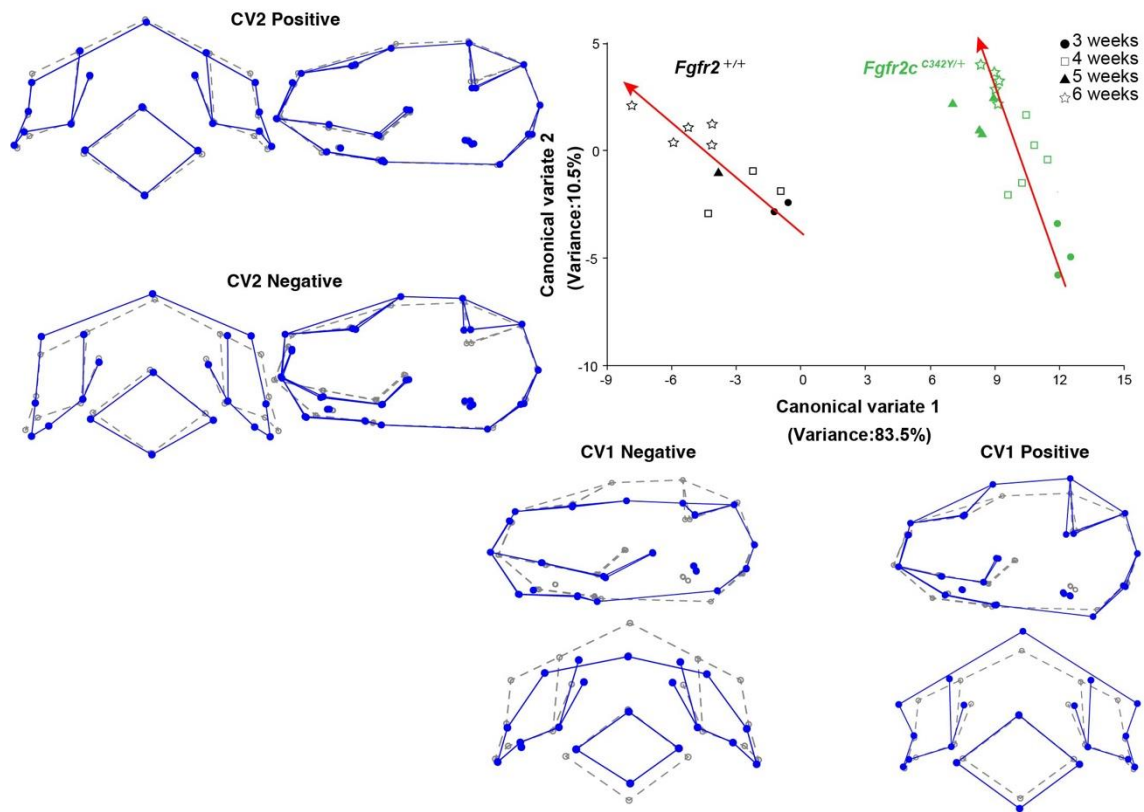 CV2 Positive
Fgfr2 +/+
Fgfr2c C342Y/+
3 weeks
4 weeks
5 weeks
6 weeks
5
0
-5
-10
Canonical variate 2
(Variance:10.5%)
-9
-6
-3
0
3
6
9
12
15
Canonical variate 1
(Variance:83.5%)
CV2 Negative
CV1 Negative
CV1 Positive